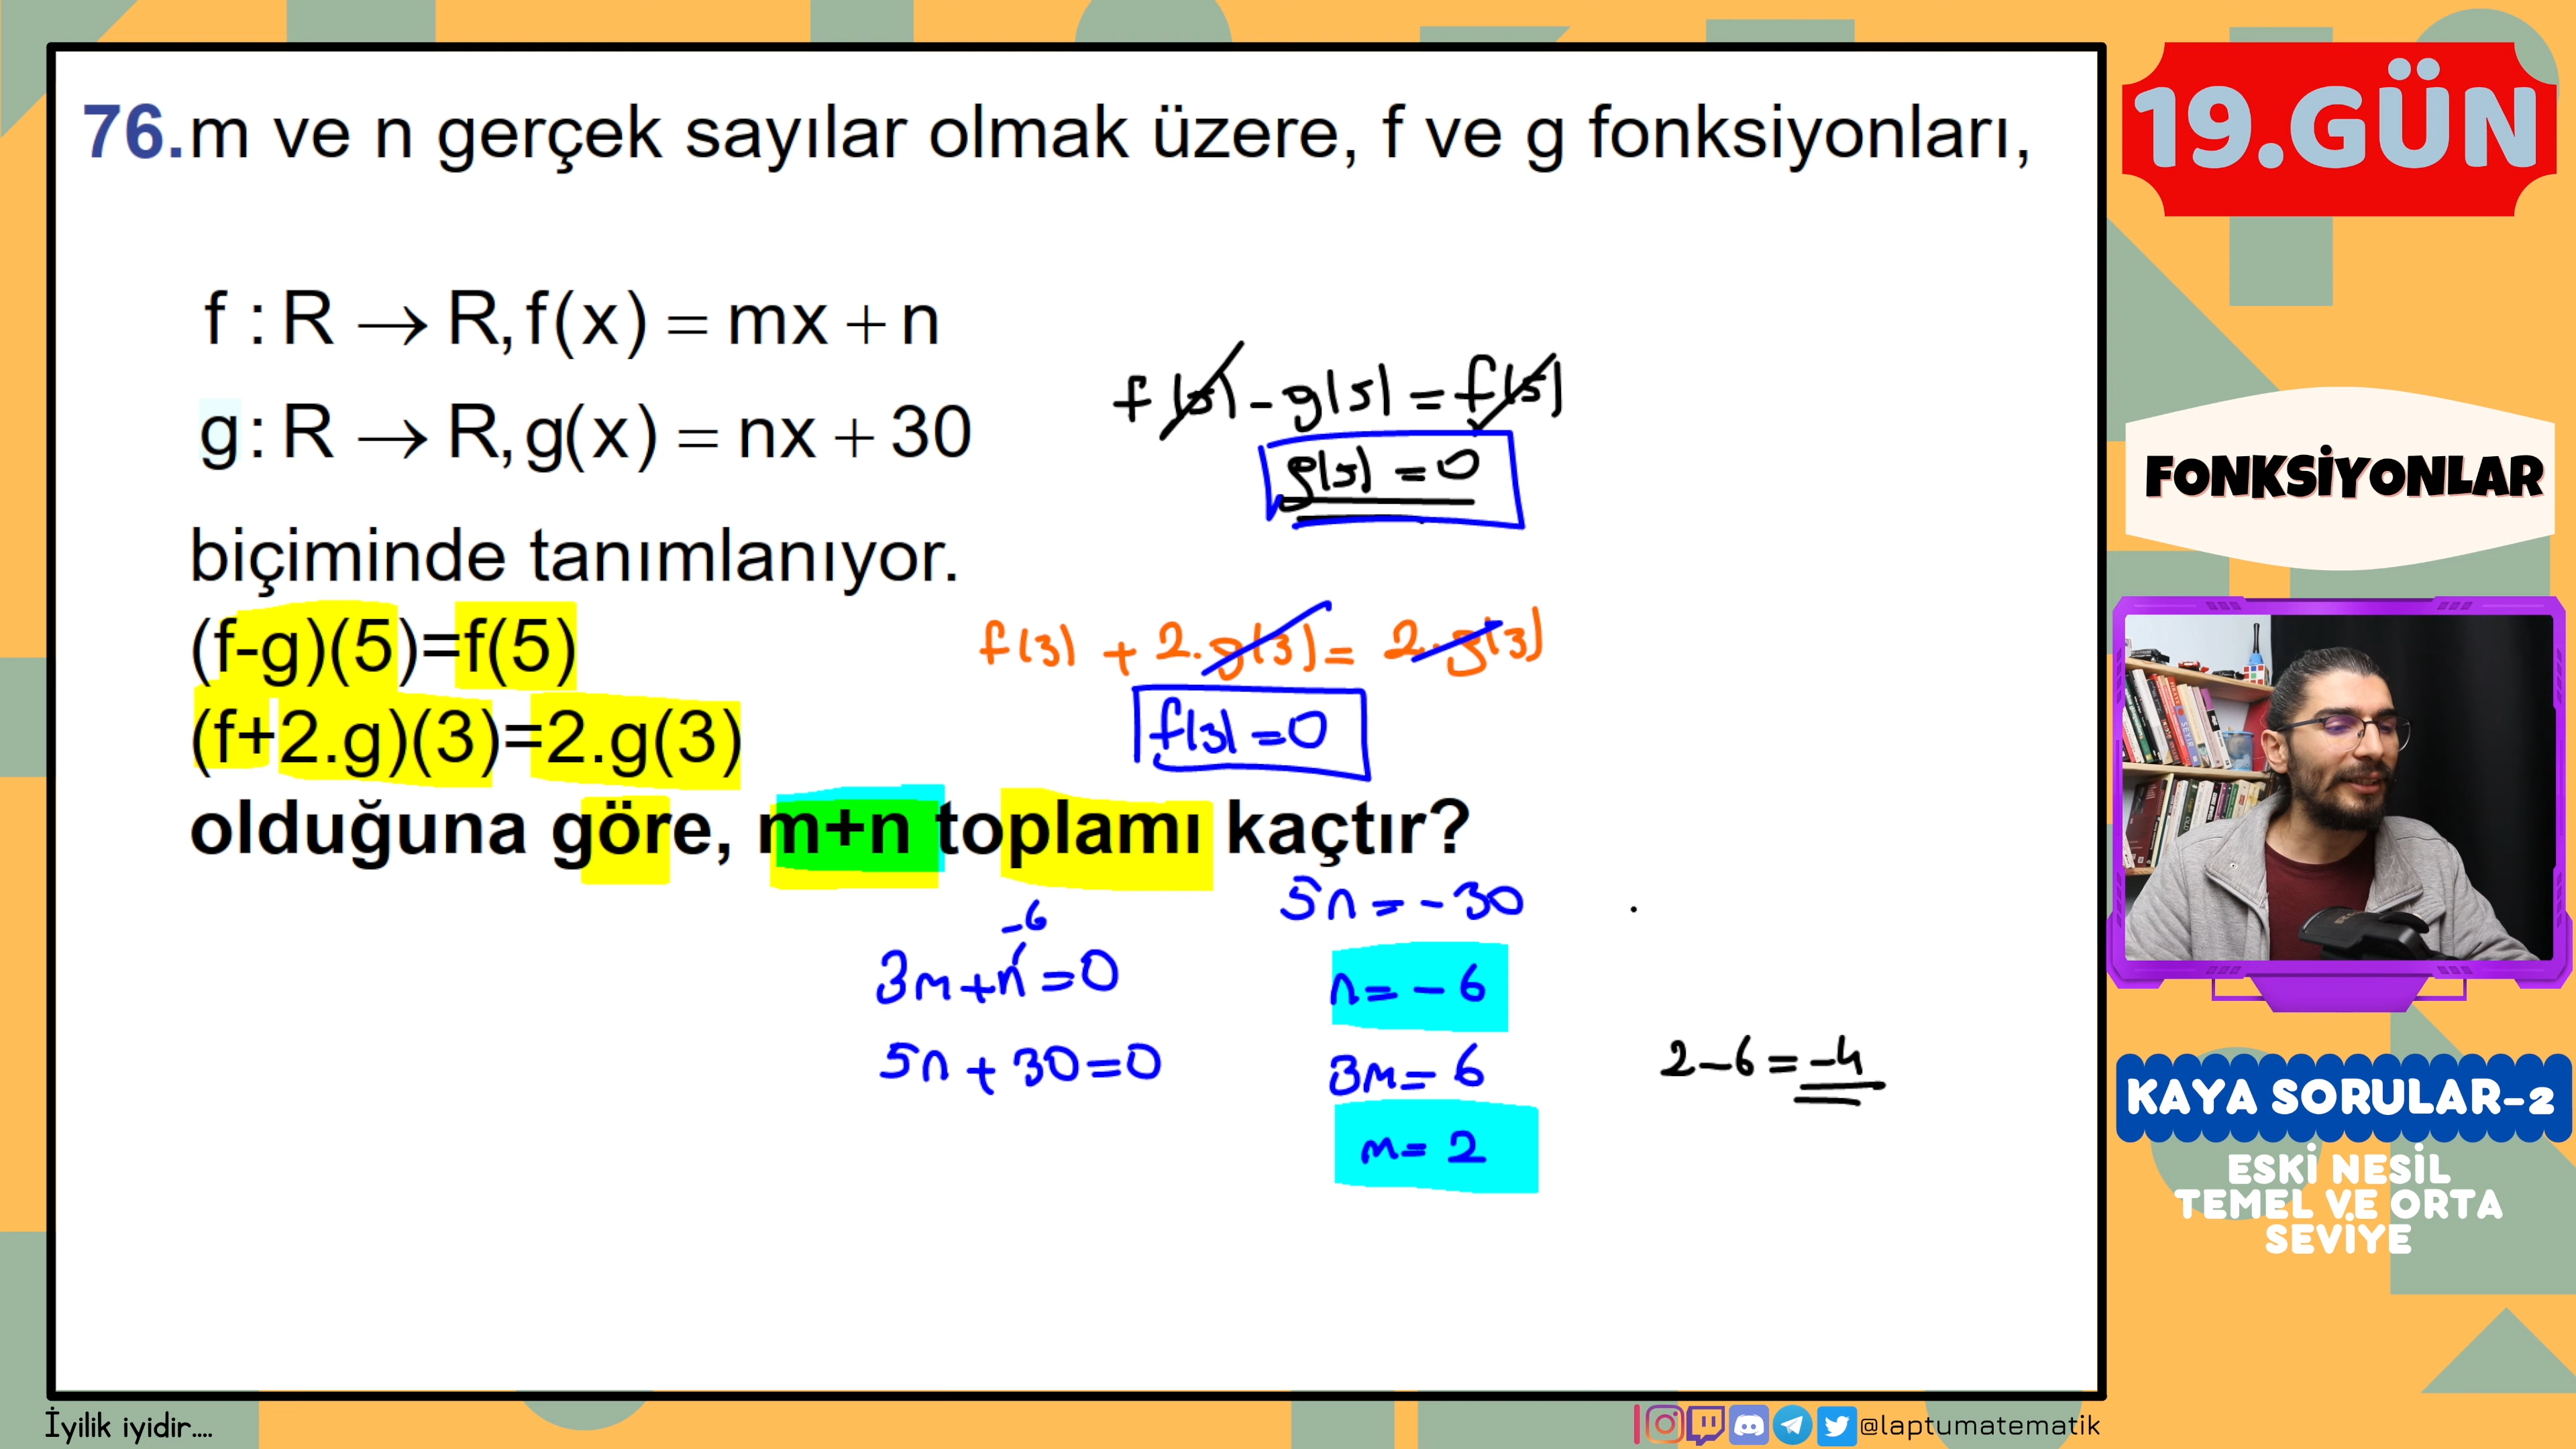 76.m ve n gerçek sayılar olmak üzere, f ve g fonksiyonları,
f : R → R, f(x) = mx + n
g : R → R, g(x) = nx + 30
biçiminde tanımlanıyor.
(f-g)(5)=f(5)
(f+2.g)(3)=2.g(3)
olduğuna göre, m+n toplamı kaçtır?
f(5) - g(5) = f(5)
g(5) = 0
f(3) + 2.g(3) = 2.g(3)
f(3) = 0
-6
3m+n=0
5n + 30=0
5n = - 30
n = - 6
3m = 6
m = 2
2-6 = -4
19.GÜN
FONKSİYONLAR
KAYA SORULAR-2
ESKİ NESİL
TEMEL VE ORTA
SEVİYE
İyilik iyidir....
@laptumatematik